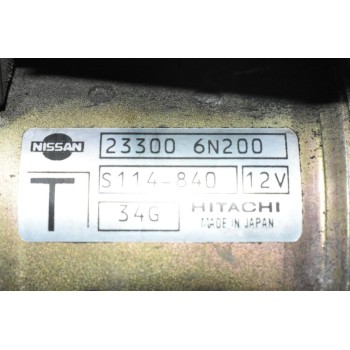 NISSAN 23300 6N200
T S114-840 12V
34G HITACHI
MADE IN JAPAN